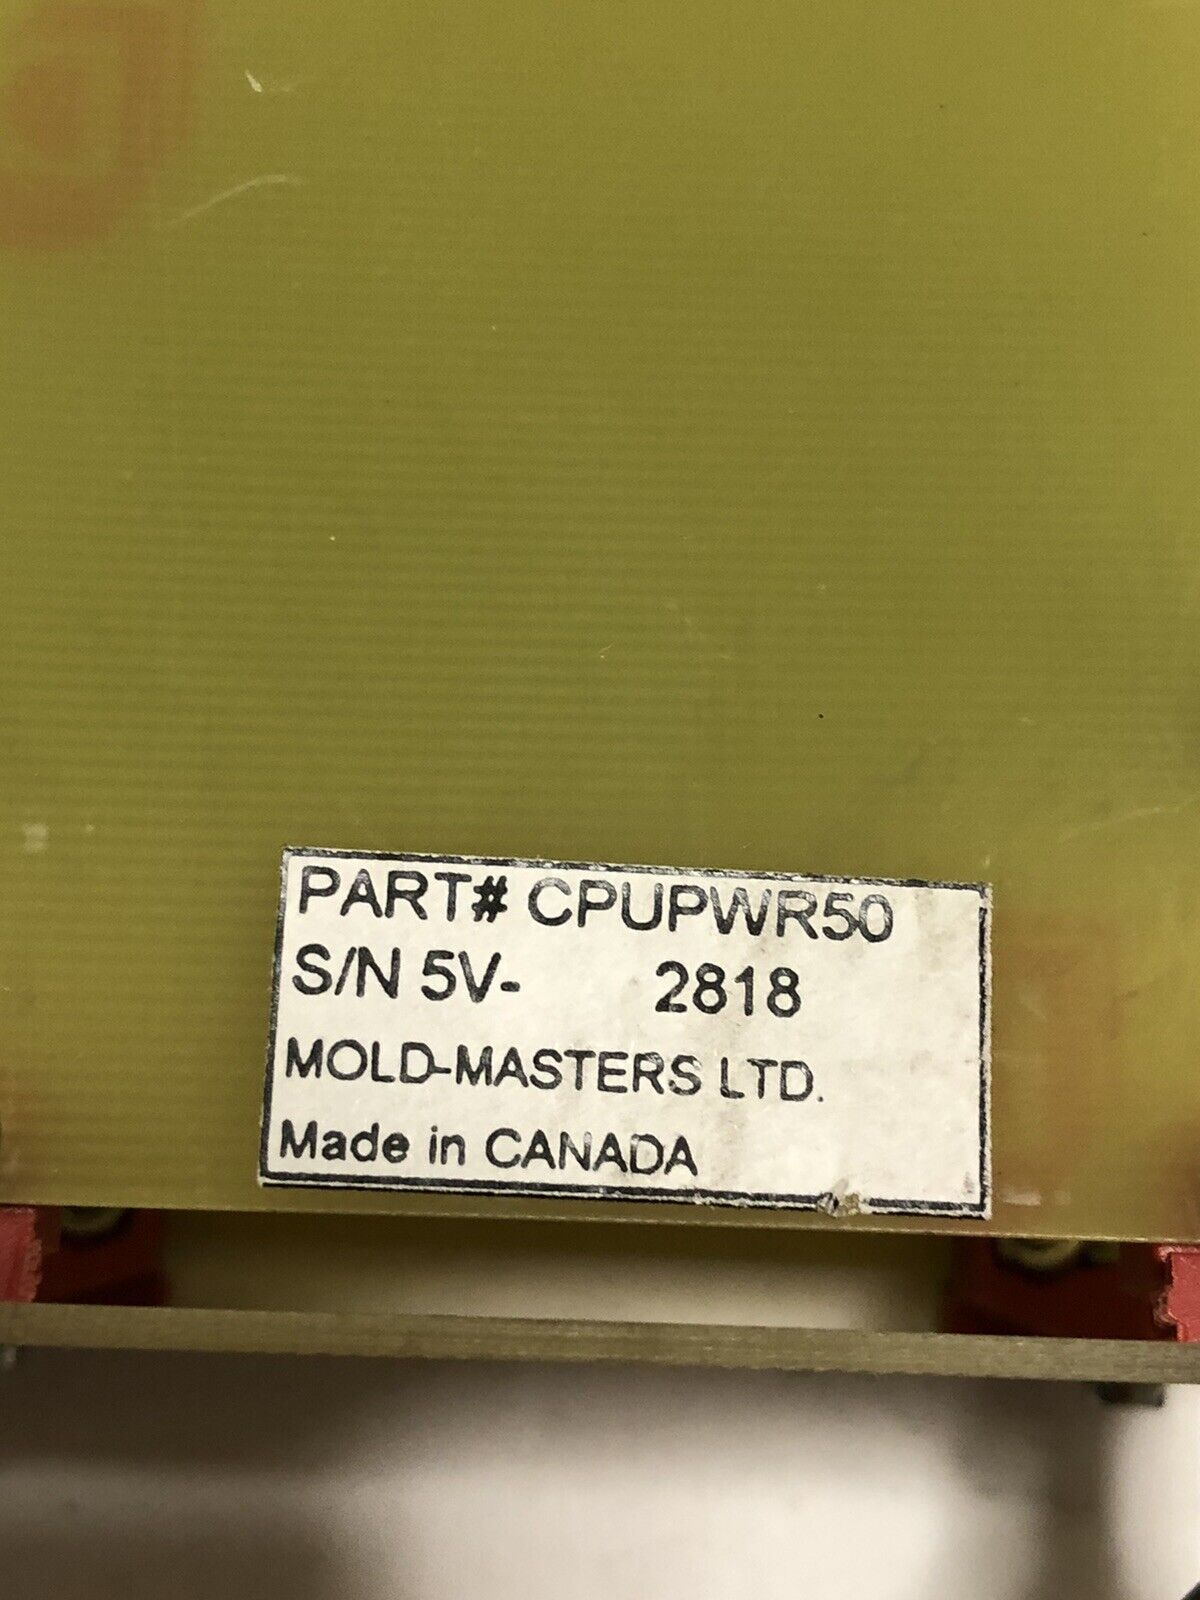 PART# CPUPWR50
S/N 5V- 2818
MOLD-MASTERS LTD.
Made in CANADA